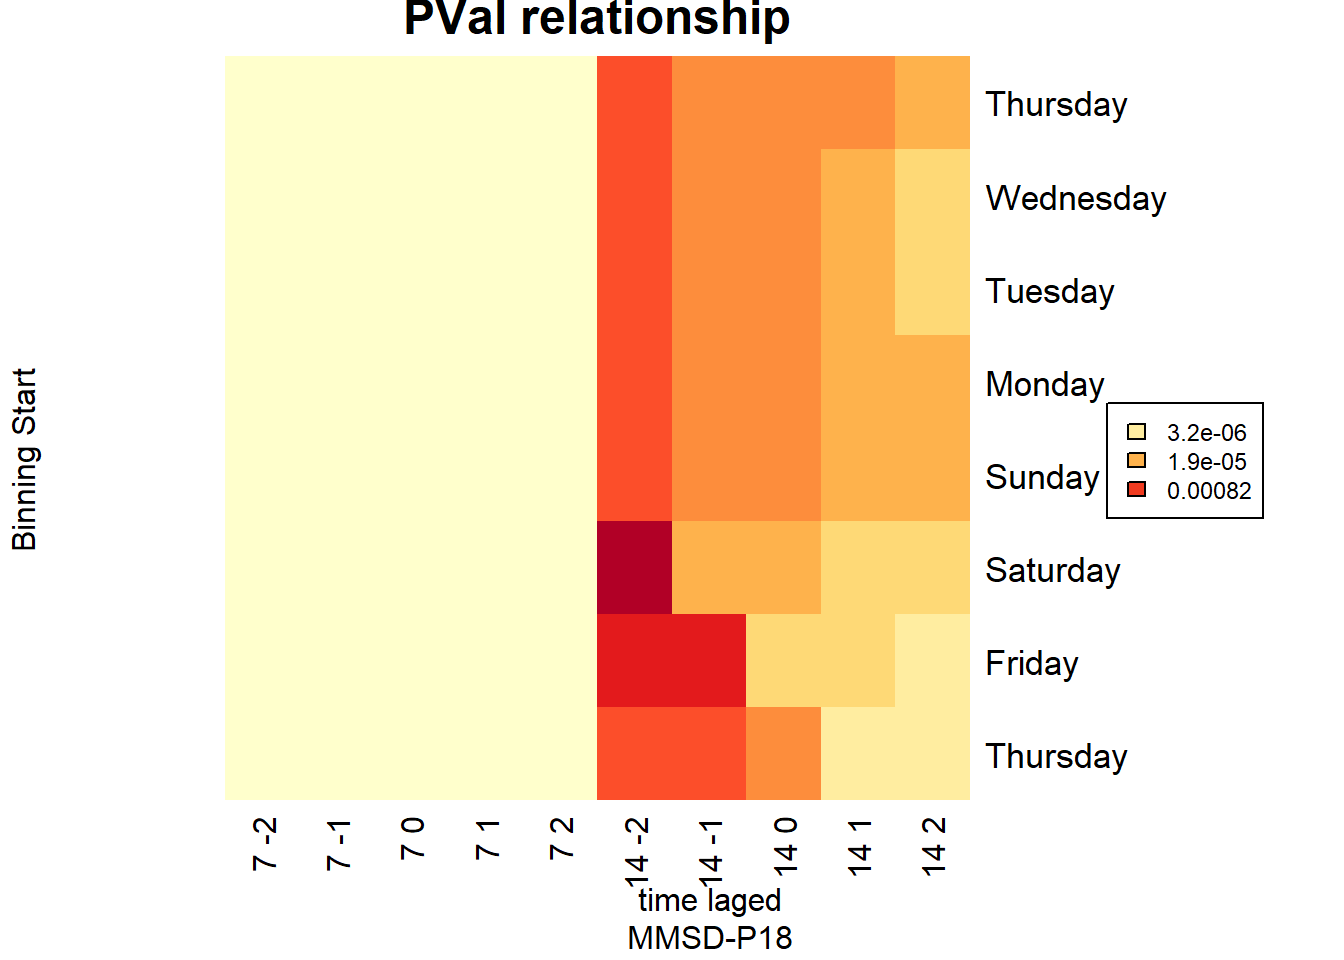 PVal relationship
Thursday
Wednesday
Tuesday
Monday
Sunday
Saturday
Friday
Thursday
Binning Start
3.2e-06
1.9e-05
0.00082
7 -2
7 -1
7 0
7 1
7 2
14 -2
14 -1
14 0
14 1
14 2
time laged
MMSD-P18